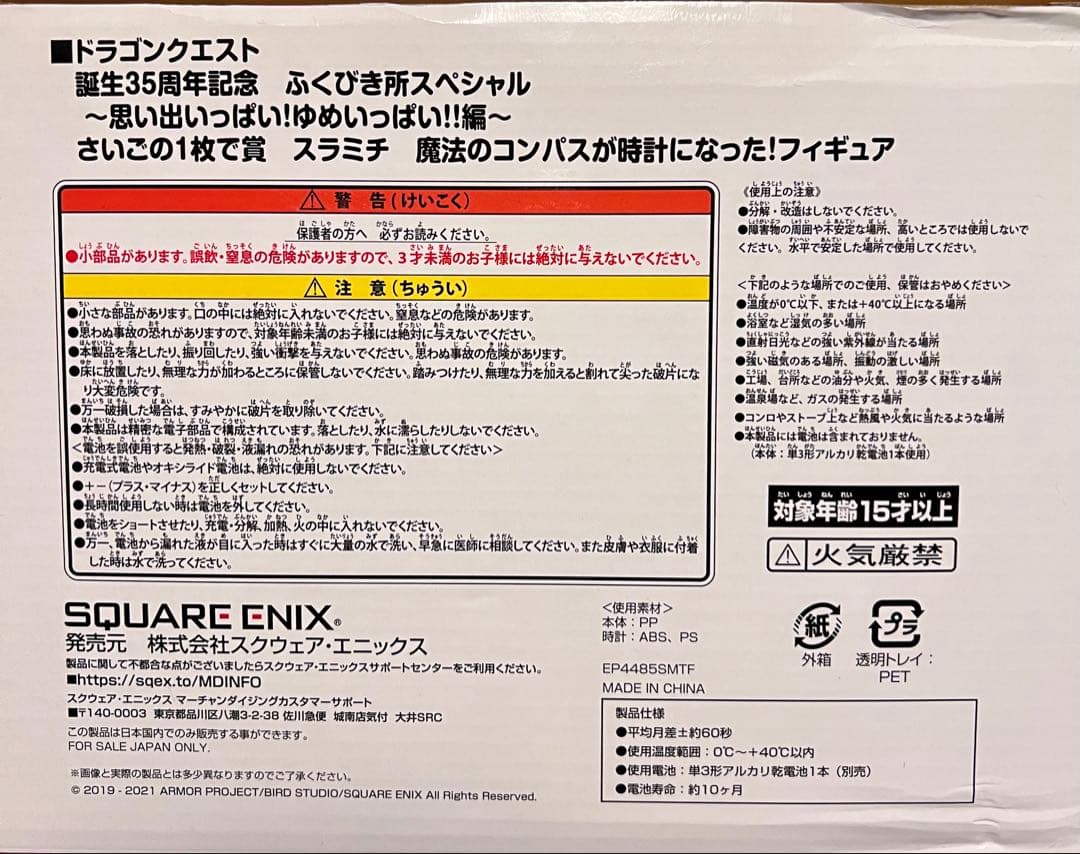 ■ドラゴンクエスト
誕生35周年記念　ふくびき所スペシャル
～思い出いっぱい!ゆめいっぱい!!編～
さいごの1枚で賞　スラミチ　魔法のコンパスが時計になった!フィギュア
⚠ 警 告(けいこく)
保護者の方へ 必ずお読みください。
●小部品があります。誤飲・窒息の危険がありますので、3才未満のお子様には絶対に与えないでください。
⚠ 注 意(ちゅうい)
●小さな部品があります。口の中には絶対に入れないでください。窒息などの危険があります。
●思わぬ事故の恐れがありますので、対象年齢未満のお子様には絶対に与えないでください。
●本製品を落としたり、振り回したり、強い衝撃を与えないでください。思わぬ事故の危険があります。
●床に放置したり、無理な力が加わるところに保管しないでください。踏みつけたり、無理な力を加えると割れて尖った破片になり大変危険です。
●万一破損した場合は、すみやかに破片を取り除いてください。
●本製品は精密な電子部品で構成されています。落としたり、水に濡らしたりしないでください。
＜電池を誤使用すると発熱・破裂・液漏れの恐れがあります。下記に注意してください＞
●充電式電池やオキシライド電池は、絶対に使用しないでください。
●＋－(プラス・マイナス)を正しくセットしてください。
●長時間使用しない時は電池を外してください。
●電池をショートさせたり、充電・分解、加熱、火の中に入れないでください。
●万一、電池から漏れた液が目に入った時はすぐに大量の水で洗い、早急に医師に相談してください。また皮膚や衣服に付着した時は水で洗ってください。
《使用上の注意》
●分解・改造はしないでください。
●障害物の周囲や不安定な場所、高いところでは使用しないでください。水平で安定した場所で使用してください。
＜下記のような場所でのご使用、保管はおやめください＞
●温度が0℃以下、または+40℃以上になる場所
●浴室など湿気の多い場所
●直射日光などの強い紫外線が当たる場所
●強い磁気のある場所、振動の激しい場所
●工場、台所などの油分や火気、煙の多く発生する場所
●温泉場など、ガスの発生する場所
●コンロやストーブ上など熱風や火気に当たるような場所
●本製品には電池は含まれておりません。
（本体：単3形アルカリ乾電池1本使用）
対象年齢15才以上
⚠火気厳禁
SQUARE ENIX®
発売元　株式会社スクウェア・エニックス
製品に関して不都合な点がございましたらスクウェア・エニックスサポートセンターをご利用ください。
■https://sqex.to/MDINFO
スクウェア・エニックス マーチャンダイジングカスタマーサポート
■〒140-0003 東京都品川区八潮3-2-38 佐川急便 城南店気付 大井SRC
この製品は日本国内でのみ販売する事ができます。
FOR SALE JAPAN ONLY.
※画像と実際の製品とは多少異なりますのでご了承ください。
© 2019 - 2021 ARMOR PROJECT/BIRD STUDIO/SQUARE ENIX All Rights Reserved.
＜使用素材＞
本体：PP
時計：ABS、PS
EP4485SMTF
MADE IN CHINA
紙
外箱
プラ
透明トレイ：
PET
製品仕様
●平均月差±約60秒
●使用温度範囲：0℃～+40℃以内
●使用電池：単3形アルカリ乾電池1本（別売）
●電池寿命：約10ヶ月